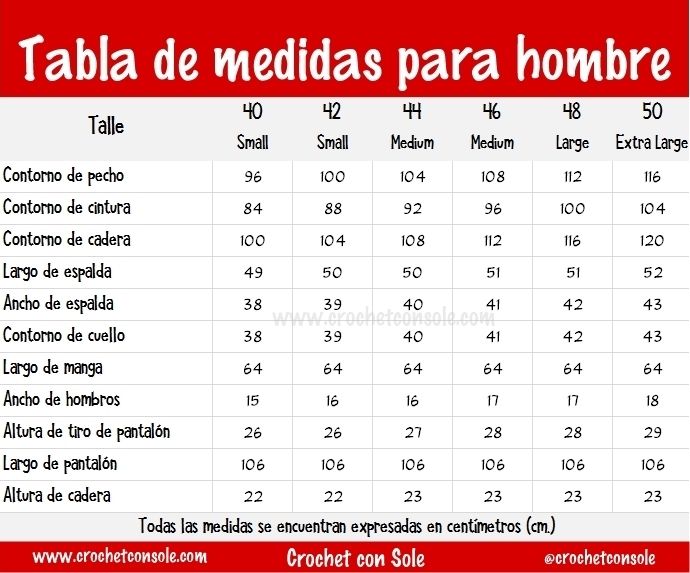 Tabla de medidas para hombre
Talle 40 42 44 46 48 50
Small Small Medium Medium Large Extra Large
Contorno de pecho 96 100 104 108 112 116
Contorno de cintura 84 88 92 96 100 104
Contorno de cadera 100 104 108 112 116 120
Largo de espalda 49 50 50 51 51 52
Ancho de espalda 38 39 40 41 42 43
www.crochetconsole.com
Contorno de cuello 38 39 40 41 42 43
Largo de manga 64 64 64 64 64 64
Ancho de hombros 15 16 16 17 17 18
Altura de tiro de pantalón 26 26 27 28 28 29
Largo de pantalón 106 106 106 106 106 106
Altura de cadera 22 22 23 23 23 23
Todas las medidas se encuentran expresadas en centímetros (cm.)
www.crochetconsole.com Crochet con Sole @crochetconsole